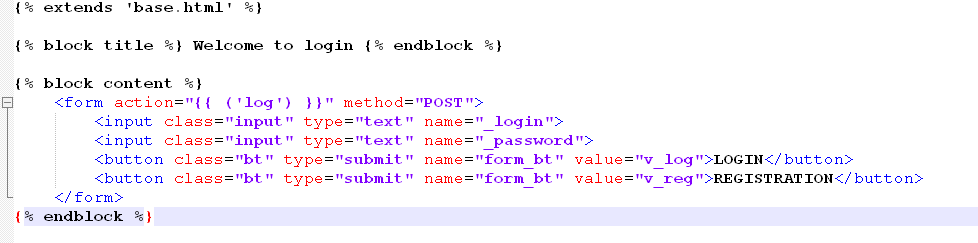 {% extends 'base.html' %}
{% block title %} Welcome to login {% endblock %}
{% block content %}
<form action="{{ ('log') }}" method="POST">
<input class="input" type="text" name="_login">
<input class="input" type="text" name="_password">
<button class="bt" type="submit" name="form_bt" value="v_log">LOGIN</button>
<button class="bt" type="submit" name="form_bt" value="v_reg">REGISTRATION</button>
</form>
{% endblock %}